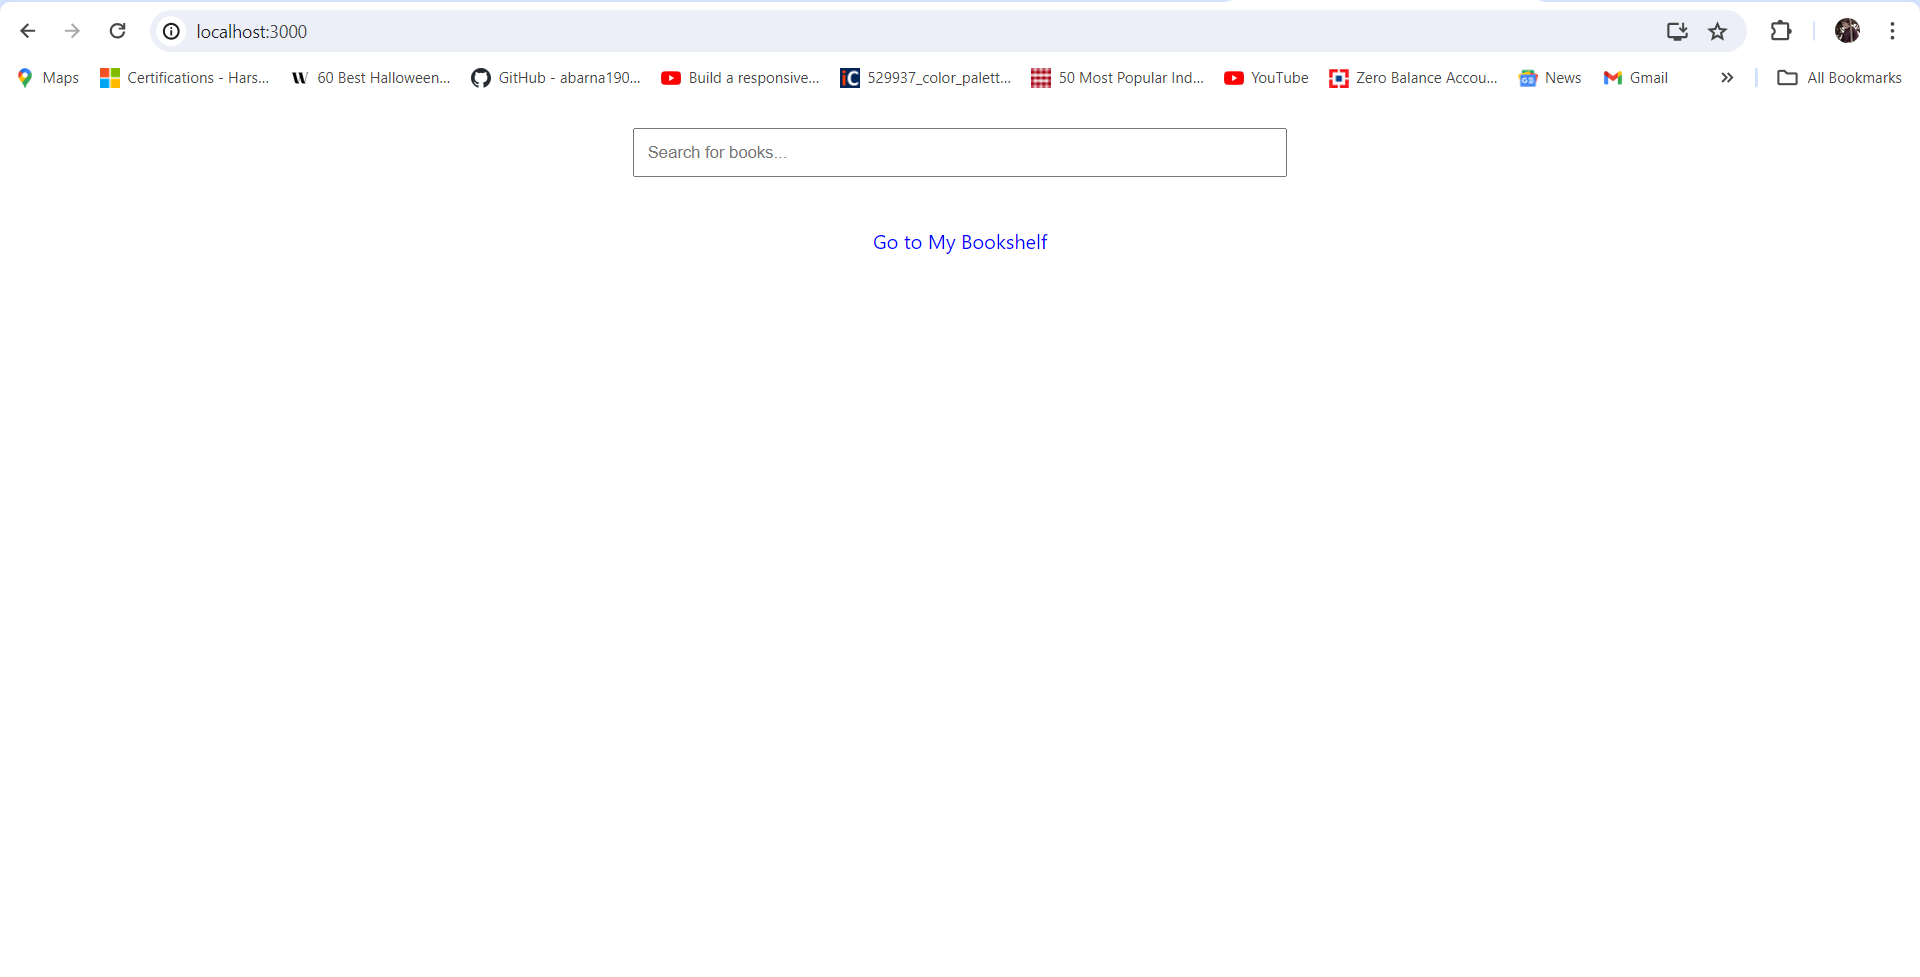 localhost:3000
Maps Certifications - Hars... 60 Best Halloween... GitHub - abarna190... Build a responsive... 529937_color_palett... 50 Most Popular Ind... YouTube Zero Balance Accou... News Gmail » All Bookmarks
Search for books...
Go to My Bookshelf